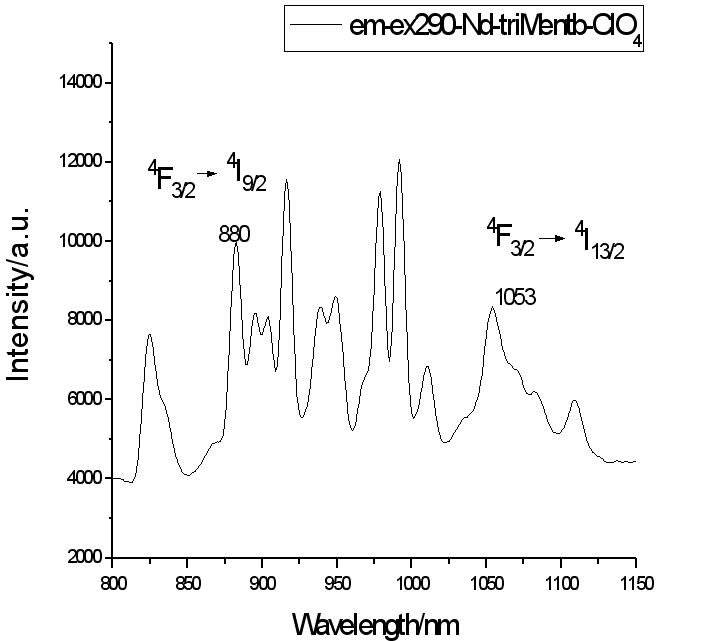 em-ex290-Nd-triMentb-ClO4
14000
12000
10000
8000
6000
4000
2000
4F3/2 → 4I9/2
880
4F3/2 → 4I13/2
1053
Intensity/a.u.
800 850 900 950 1000 1050 1100 1150
Wavelength/nm